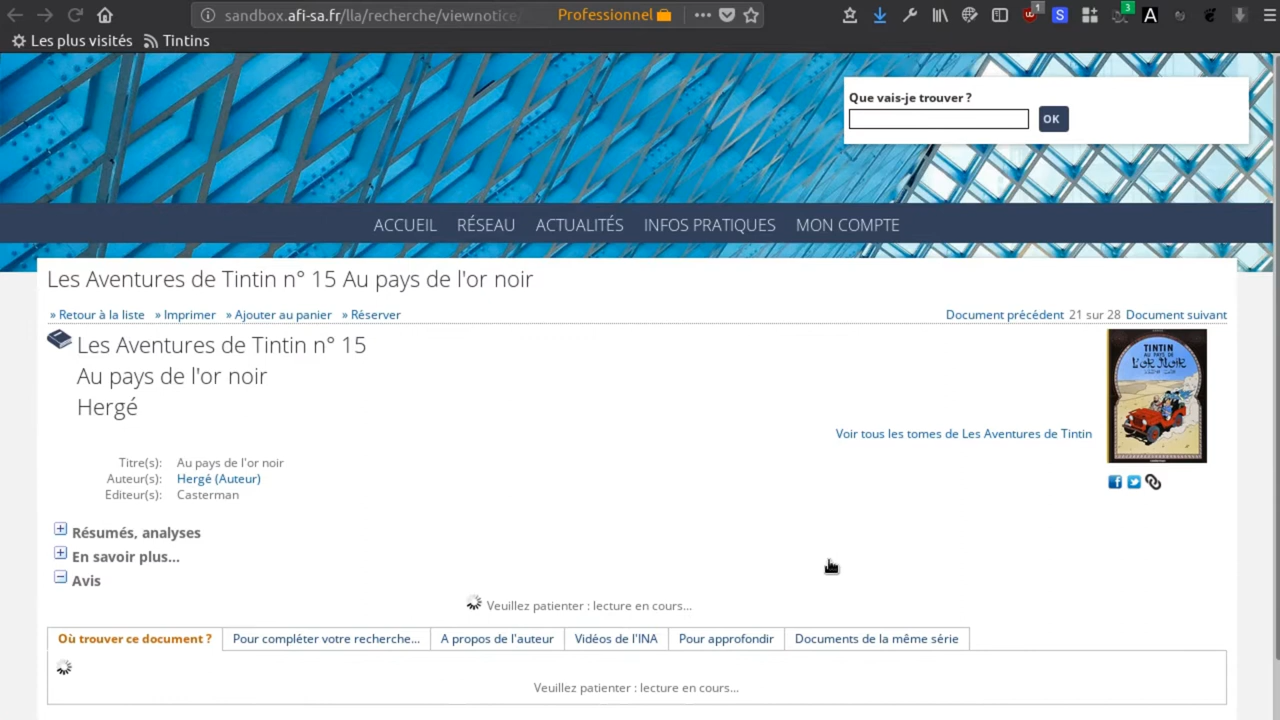 sandbox.afi-sa.fr/lla/recherche/viewnotice/ Professionnel
1 S 3 A
Les plus visités Tintins
Que vais-je trouver ?
OK
ACCUEIL RÉSEAU ACTUALITÉS INFOS PRATIQUES MON COMPTE
Les Aventures de Tintin n° 15 Au pays de l'or noir
» Retour à la liste » Imprimer » Ajouter au panier » Réserver Document précédent 21 sur 28 Document suivant
Les Aventures de Tintin n° 15
Au pays de l'or noir
Hergé
TINTIN
AU PAYS DE
L'OR NOIR
Voir tous les tomes de Les Aventures de Tintin
Titre(s): Au pays de l'or noir
Auteur(s): Hergé (Auteur)
Editeur(s): Casterman
Résumés, analyses
En savoir plus...
Avis
Veuillez patienter : lecture en cours...
Où trouver ce document ? Pour compléter votre recherche... A propos de l'auteur Vidéos de l'INA Pour approfondir Documents de la même série
Veuillez patienter : lecture en cours...